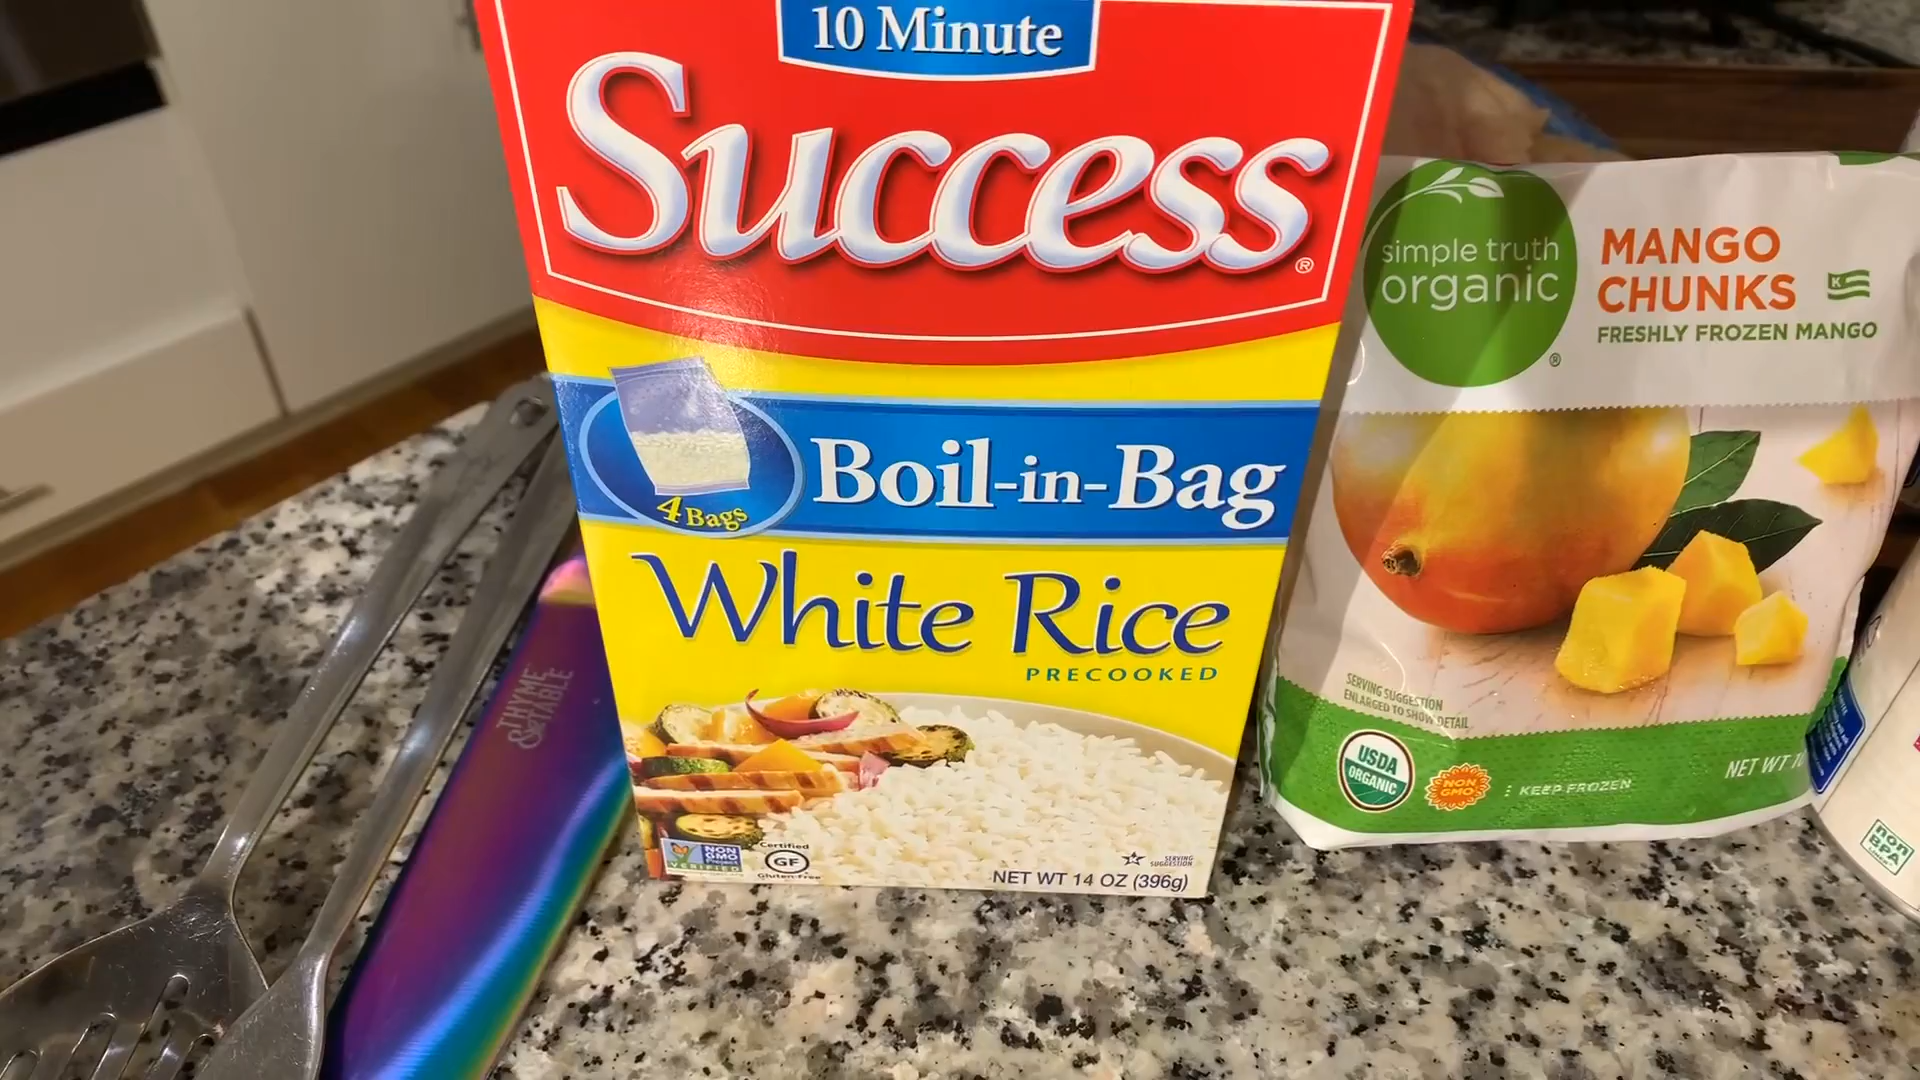 10 Minute
Success®
4 Bags
Boil-in-Bag
White Rice
PRECOOKED
NON
GMO
Project
VERIFIED
Certified
GF
Gluten-Free
SERVING
SUGGESTION
NET WT 14 OZ (396g)
THYME
&TABLE
simple truth
organic®
MANGO
CHUNKS
FRESHLY FROZEN MANGO
K
SERVING SUGGESTION
ENLARGED TO SHOW DETAIL
USDA
ORGANIC
NON
GMO
KEEP FROZEN
NET WT
non
BPA